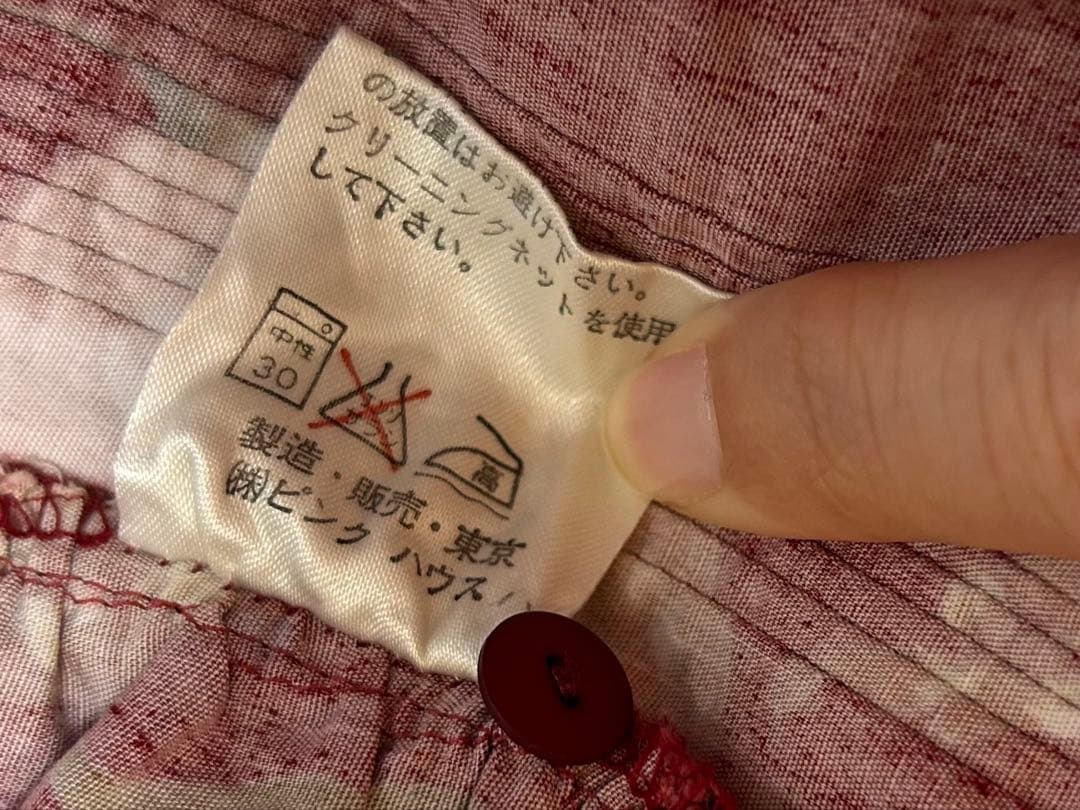 の放置はお避け下さい。
クリーニングネットを使用
して下さい。
中性
30
高
製造・販売・東京
㈱ピンク ハウス